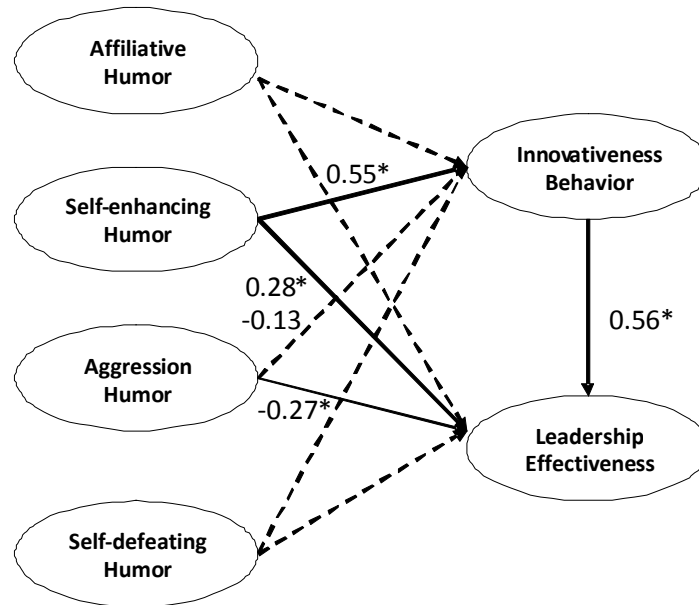 Affiliative
Humor
Innovativeness
Behavior
0.55*
Self-enhancing
Humor
0.28*
-0.13
0.56*
Aggression
Humor
-0.27*
Leadership
Effectiveness
Self-defeating
Humor